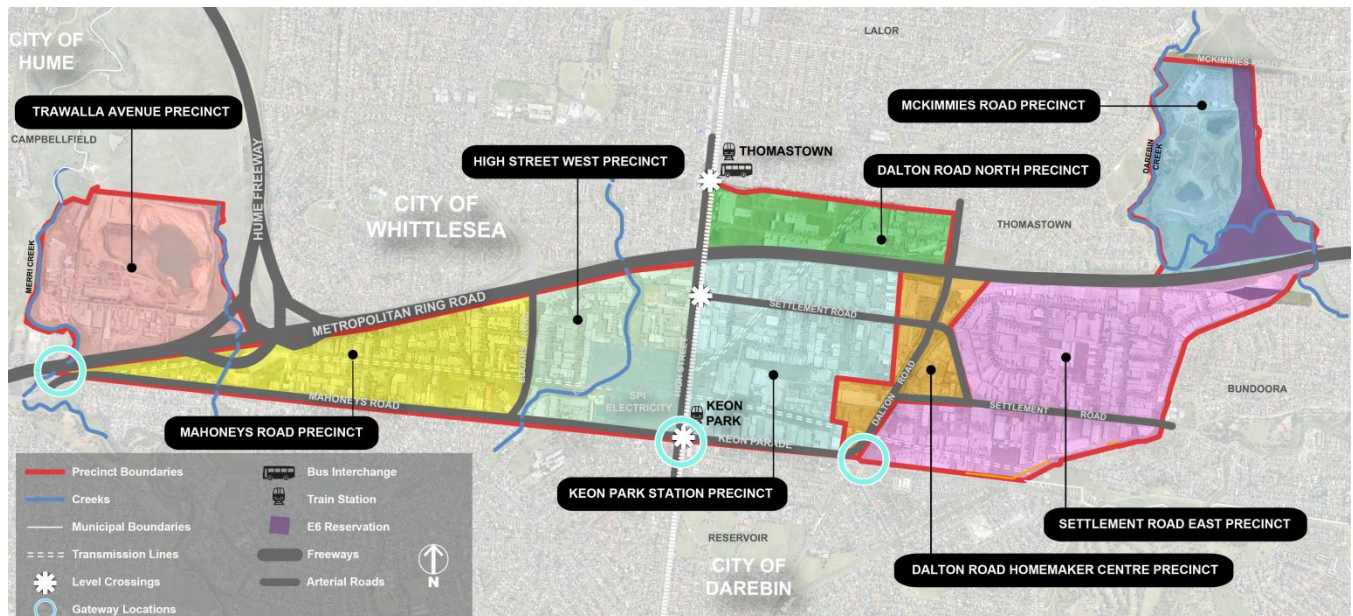 CITY OF
HUME
LALOR
MCKIMMIES ROAD
TRAWALLA AVENUE PRECINCT
MCKIMMIES ROAD PRECINCT
CAMPBELLFIELD
HUME FREEWAY
HIGH STREET WEST PRECINCT
THOMASTOWN
DALTON ROAD NORTH PRECINCT
DAREBIN
CREEK
CITY OF
WHITTLESEA
THOMASTOWN
MERRI CREEK
METROPOLITAN RING ROAD
SETTLEMENT ROAD
HIGH STREET
DALTON ROAD
BUNDOORA
MAHONEYS ROAD
SPI
ELECTRICITY
KEON
PARK
SETTLEMENT ROAD
MAHONEYS ROAD PRECINCT
KEON PARADE
KEON PARK STATION PRECINCT
SETTLEMENT ROAD EAST PRECINCT
RESERVOIR
CITY OF
DAREBIN
DALTON ROAD HOMEMAKER CENTRE PRECINCT
Precinct Boundaries
Creeks
Municipal Boundaries
Transmission Lines
Level Crossings
Gateway Locations
Bus Interchange
Train Station
E6 Reservation
Freeways
Arterial Roads
N